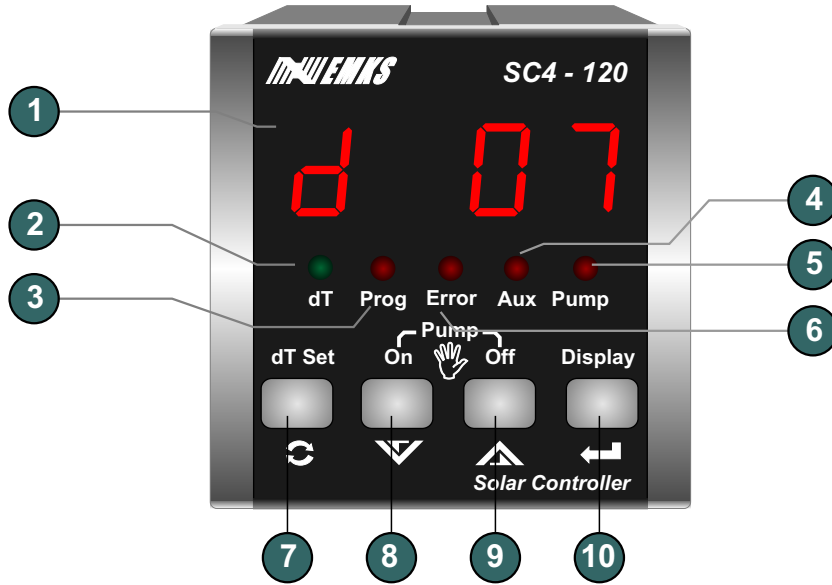 EMKS SC4 - 120
1
d 07
2
4
5
3
dT Prog Error Aux Pump
6
Pump
dT Set On Off Display
Solar Controller
7 8 9 10